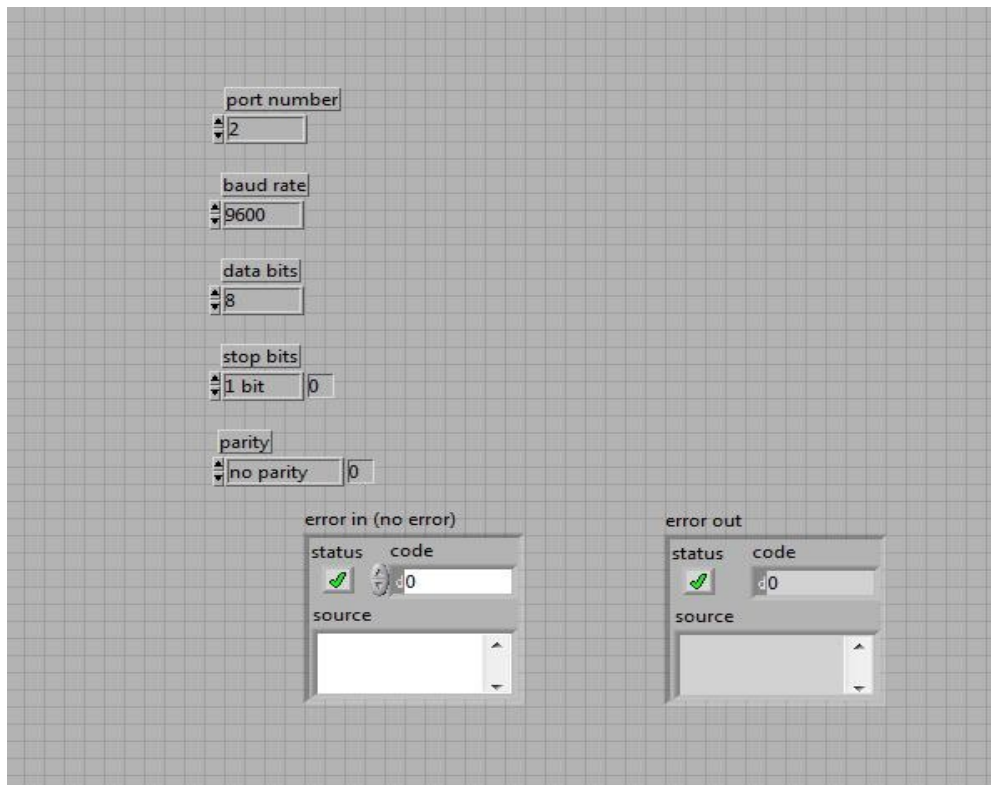 port number
2
baud rate
9600
data bits
8
stop bits
1 bit 0
parity
no parity 0
error in (no error)
status code
d 0
source
error out
status code
d 0
source